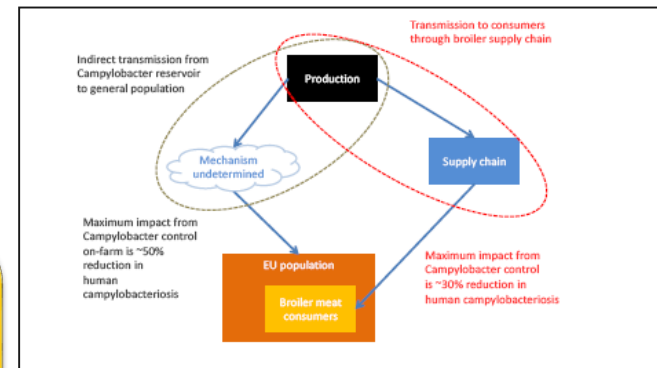 Transmission to consumers
through broiler supply chain
Indirect transmission from
Campylobacter reservoir
to general population
Production
Mechanism
undetermined
Supply chain
Maximum impact from
Campylobacter control
on-farm is ~50%
reduction in
human
campylobacteriosis
EU population
Broiler meat
consumers
Maximum impact from
Campylobacter control
is ~30% reduction in
human campylobacteriosis